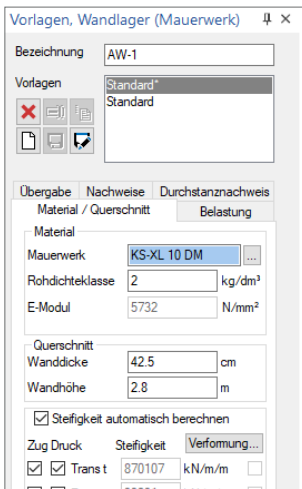 Vorlagen, Wandlager (Mauerwerk)
Bezeichnung AW-1
Vorlagen Standard*
Standard
Übergabe Nachweise Durchstanznachweis
Material / Querschnitt Belastung
Material
Mauerwerk KS-XL 10 DM ...
Rohdichteklasse 2 kg/dm³
E-Modul 5732 N/mm²
Querschnitt
Wanddicke 42.5 cm
Wandhöhe 2.8 m
Steifigkeit automatisch berechnen
Zug Druck Steifigkeit Verformung...
Trans t 870107 kN/m/m